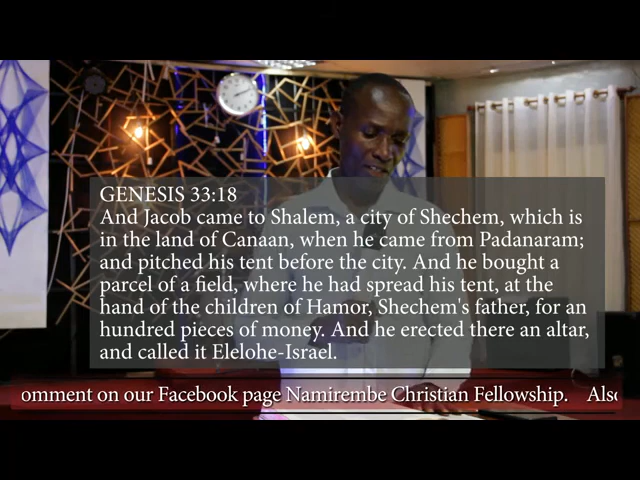 GENESIS 33:18
And Jacob came to Shalem, a city of Shechem, which is
in the land of Canaan, when he came from Padanaram;
and pitched his tent before the city. And he bought a
parcel of a field, where he had spread his tent, at the
hand of the children of Hamor, Shechem's father, for an
hundred pieces of money. And he erected there an altar,
and called it Elelohe-Israel.
omment on our Facebook page Namirembe Christian Fellowship. Also